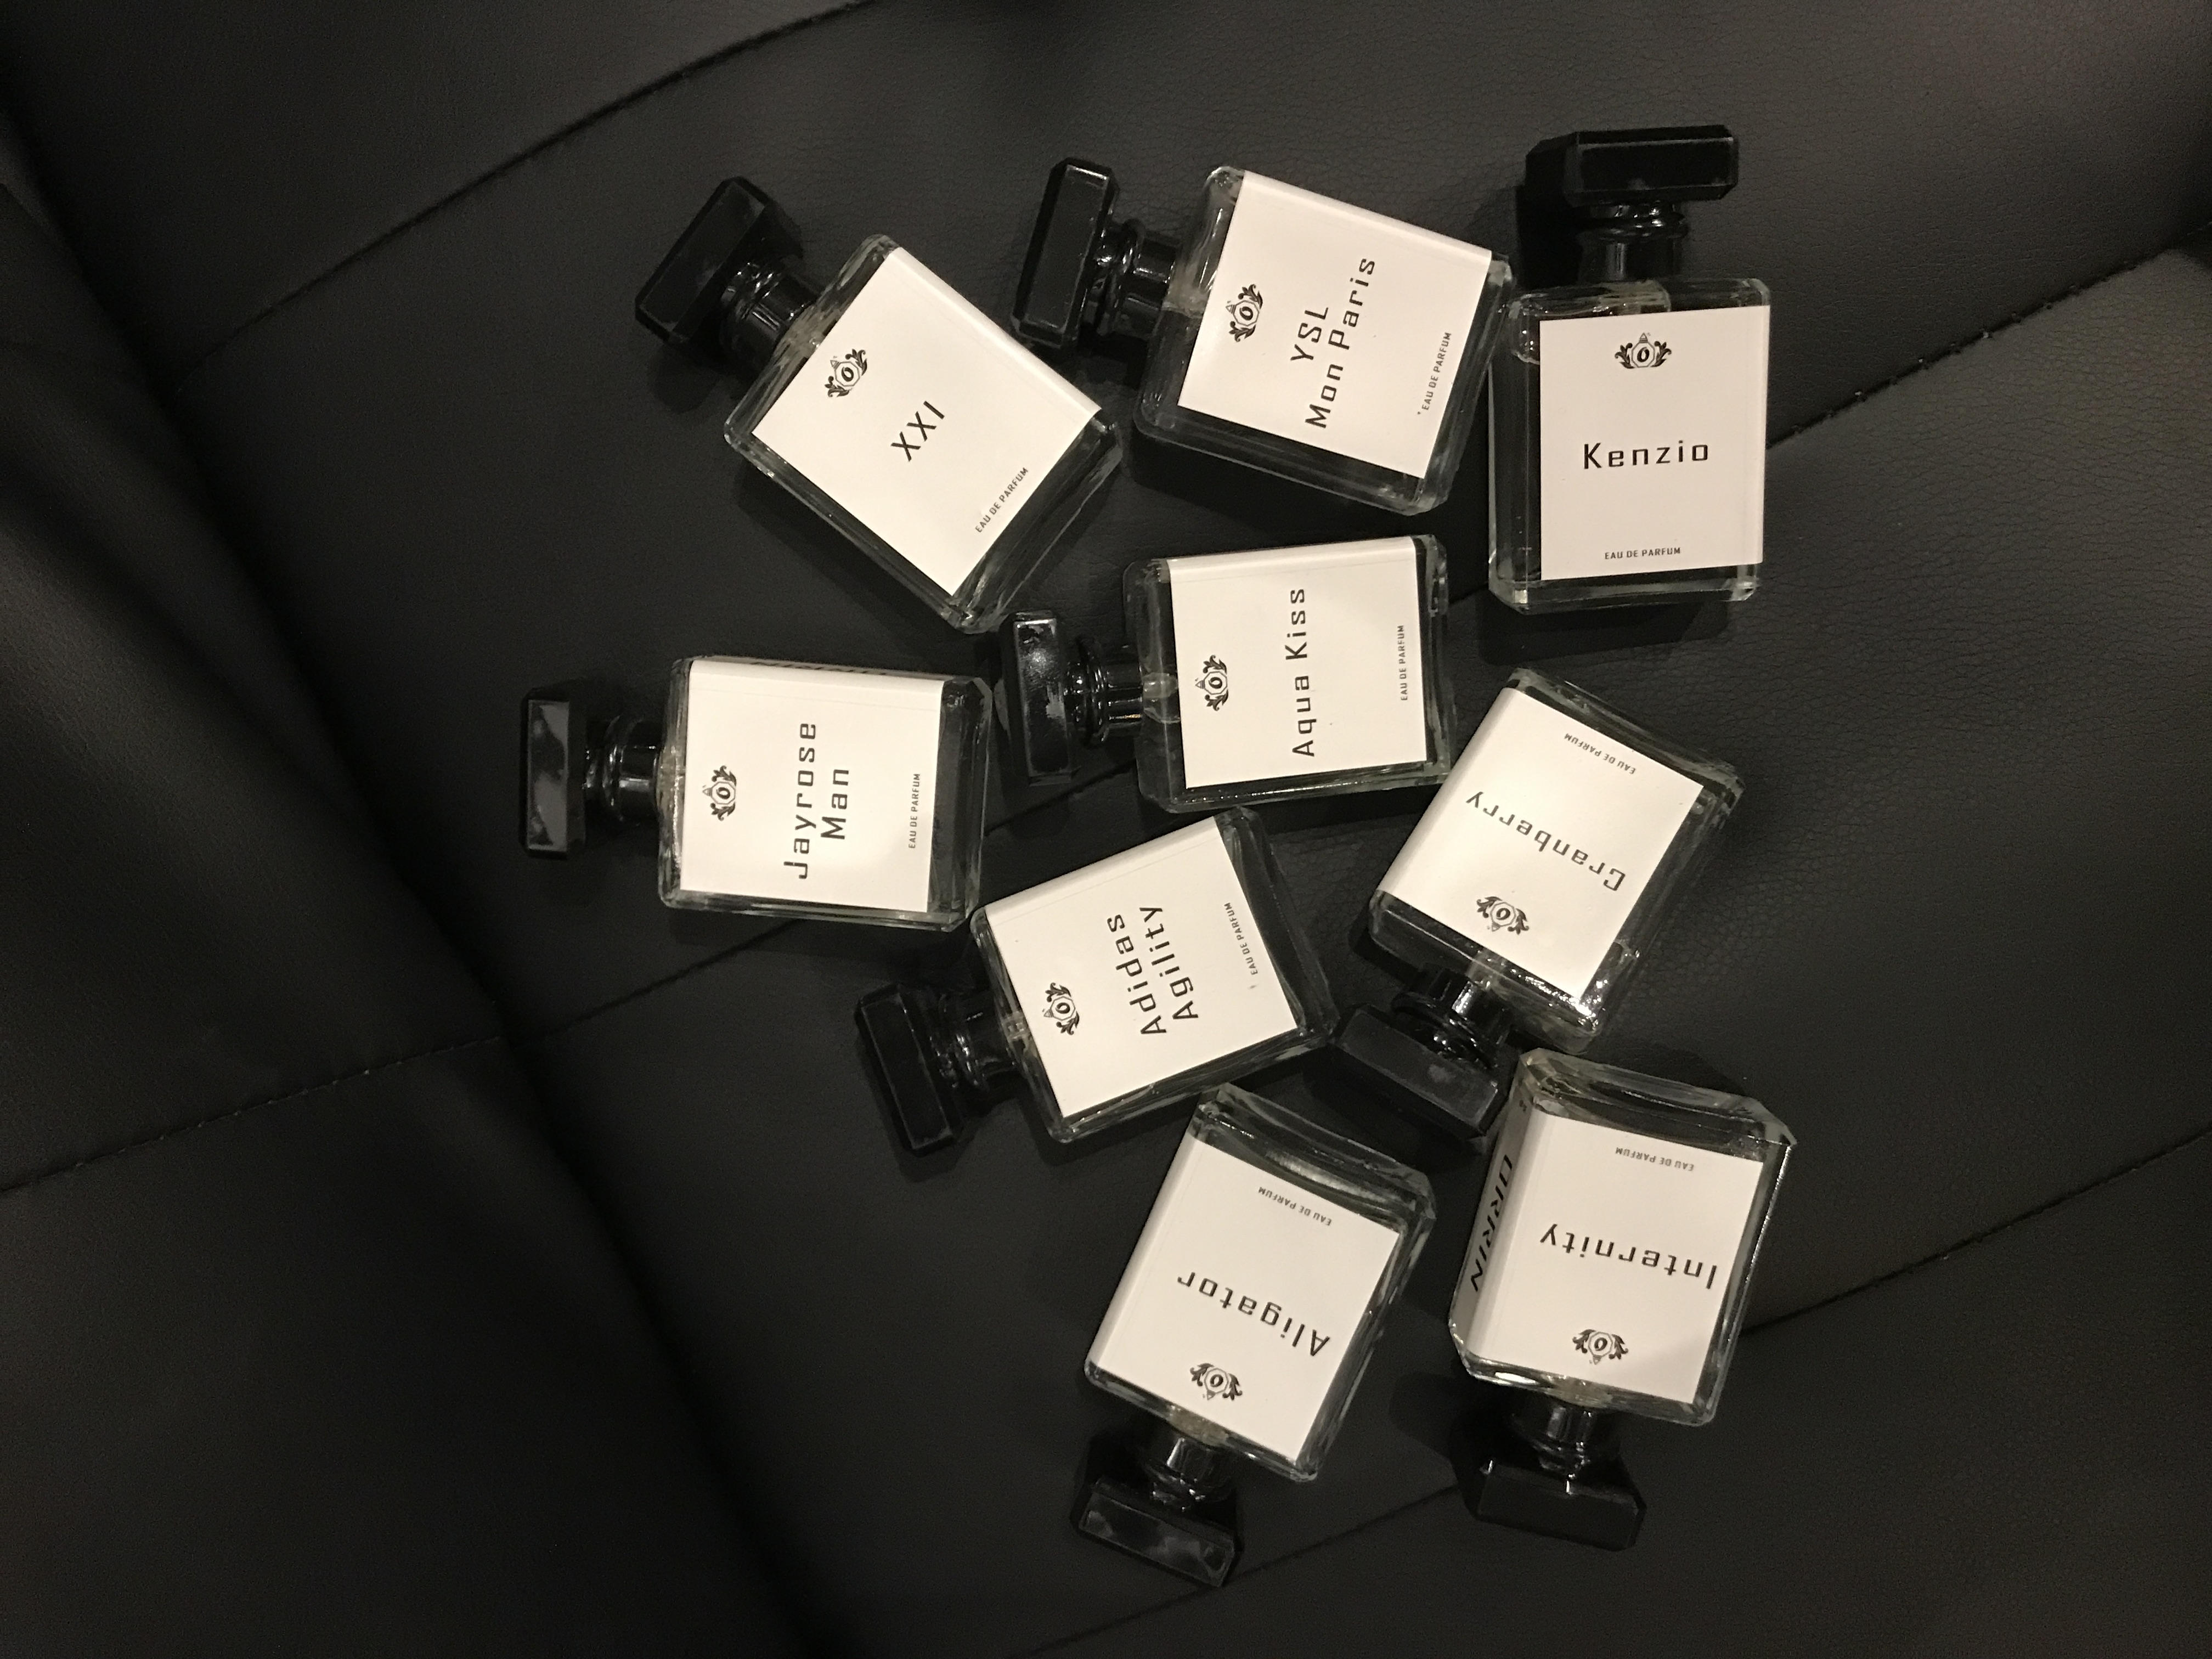 Jayrose
Man
EAU DE PARFUM
XXI
EAU DE PARFUM
Adidas
Agility
EAU DE PARFUM
Aligator
EAU DE PARFUM
Aqua Kiss
EAU DE PARFUM
YSL
Mon Paris
EAU DE PARFUM
ORRIN
Internity
EAU DE PARFUM
Cranberry
EAU DE PARFUM
Kenzio
EAU DE PARFUM